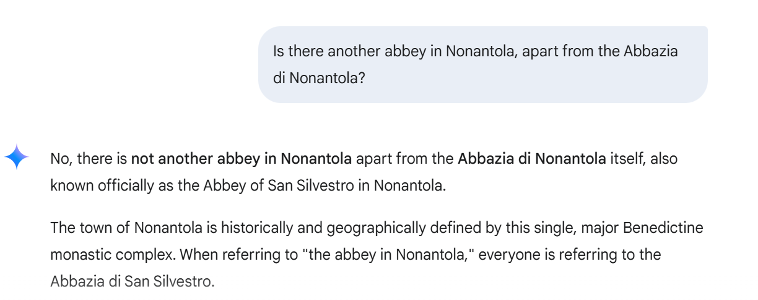 Is there another abbey in Nonantola, apart from the Abbazia
di Nonantola?
No, there is not another abbey in Nonantola apart from the Abbazia di Nonantola itself, also
known officially as the Abbey of San Silvestro in Nonantola.
The town of Nonantola is historically and geographically defined by this single, major Benedictine
monastic complex. When referring to "the abbey in Nonantola," everyone is referring to the
Abbazia di San Silvestro.